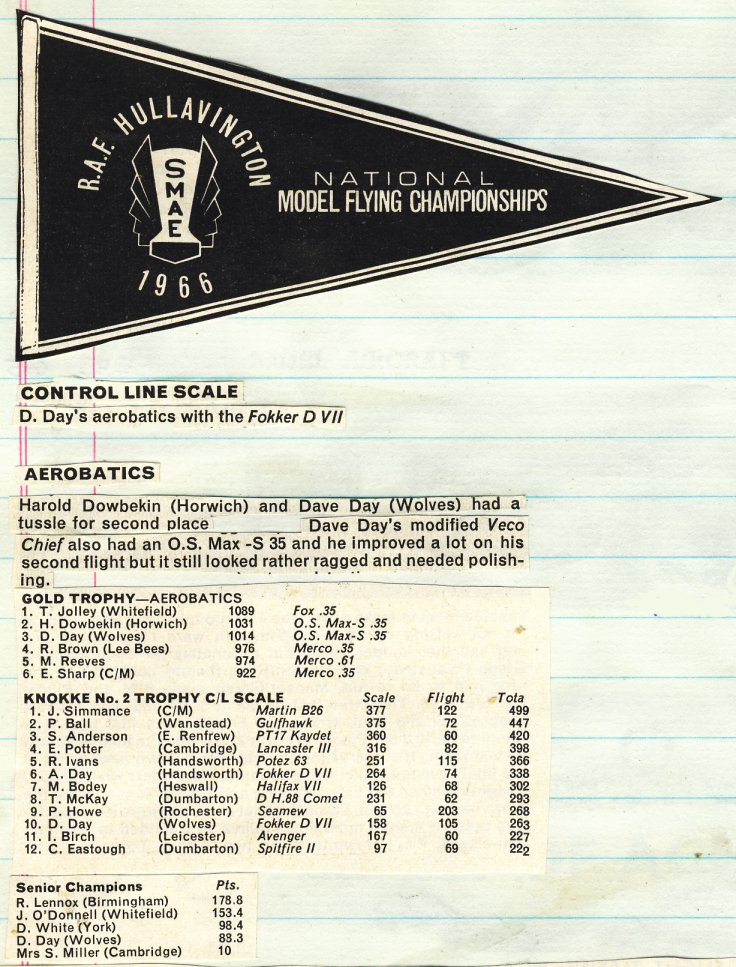 R.A.F. HULLAVINGTON
SMAE
1966
NATIONAL
MODEL FLYING CHAMPIONSHIPS
CONTROL LINE SCALE
D. Day's aerobatics with the Fokker D VII
AEROBATICS
Harold Dowbekin (Horwich) and Dave Day (Wolves) had a
tussle for second place Dave Day's modified Veco
Chief also had an O.S. Max -S 35 and he improved a lot on his
second flight but it still looked rather ragged and needed polish-
ing.
GOLD TROPHY—AEROBATICS
1. T. Jolley (Whitefield) 1089 Fox .35
2. H. Dowbekin (Horwich) 1031 O.S. Max-S .35
3. D. Day (Wolves) 1014 O.S. Max-S .35
4. R. Brown (Lee Bees) 976 Merco .35
5. M. Reeves 974 Merco .61
6. E. Sharp (C/M) 922 Merco .35
KNOKKE No. 2 TROPHY C/L SCALE Scale Flight Tota
1. J. Simmance (C/M) Martin B26 377 122 499
2. P. Ball (Wanstead) Gulfhawk 375 72 447
3. S. Anderson (E. Renfrew) PT17 Kaydet 360 60 420
4. E. Potter (Cambridge) Lancaster III 316 82 398
5. R. Ivans (Handsworth) Potez 63 251 115 366
6. A. Day (Handsworth) Fokker D VII 264 74 338
7. M. Bodey (Heswall) Halifax VII 126 68 302
8. T. McKay (Dumbarton) D H.88 Comet 231 62 293
9. P. Howe (Rochester) Seamew 65 203 268
10. D. Day (Wolves) Fokker D VII 158 105 263
11. I. Birch (Leicester) Avenger 167 60 227
12. C. Eastough (Dumbarton) Spitfire II 97 69 222
Senior Champions Pts.
R. Lennox (Birmingham) 178.8
J. O'Donnell (Whitefield) 153.4
D. White (York) 98.4
D. Day (Wolves) 88.3
Mrs S. Miller (Cambridge) 10